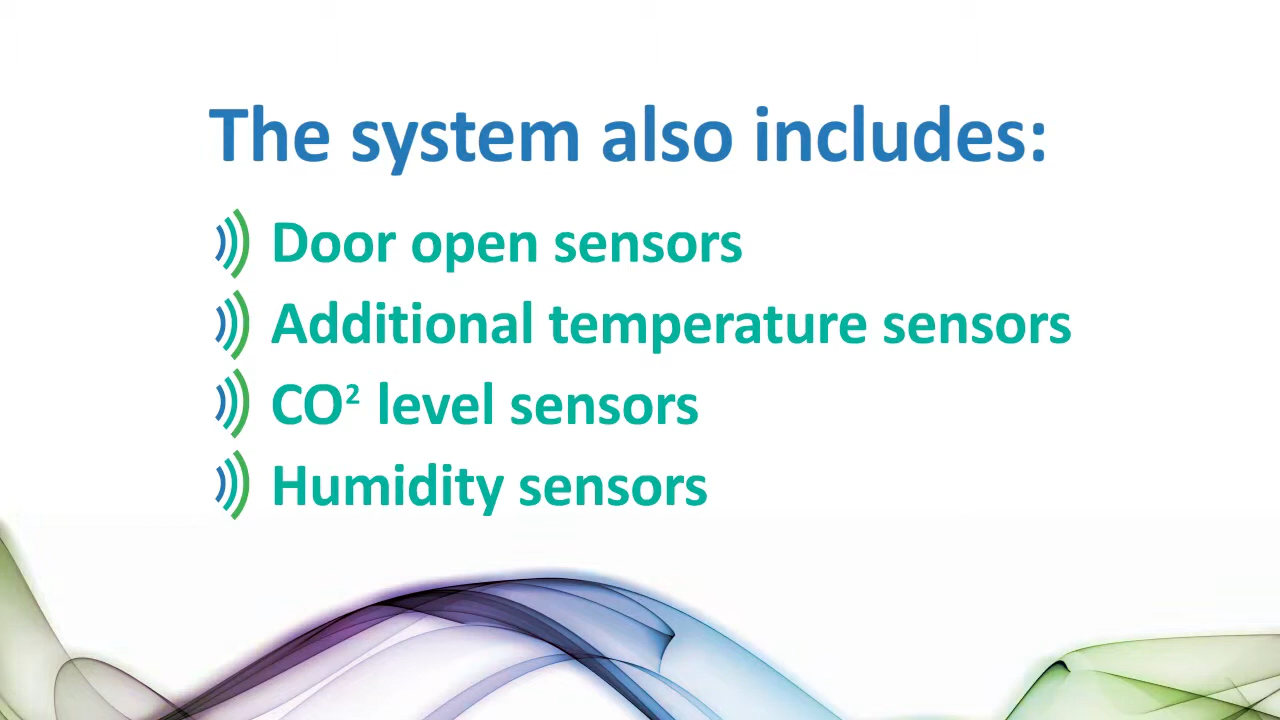 The system also includes:
Door open sensors
Additional temperature sensors
CO² level sensors
Humidity sensors